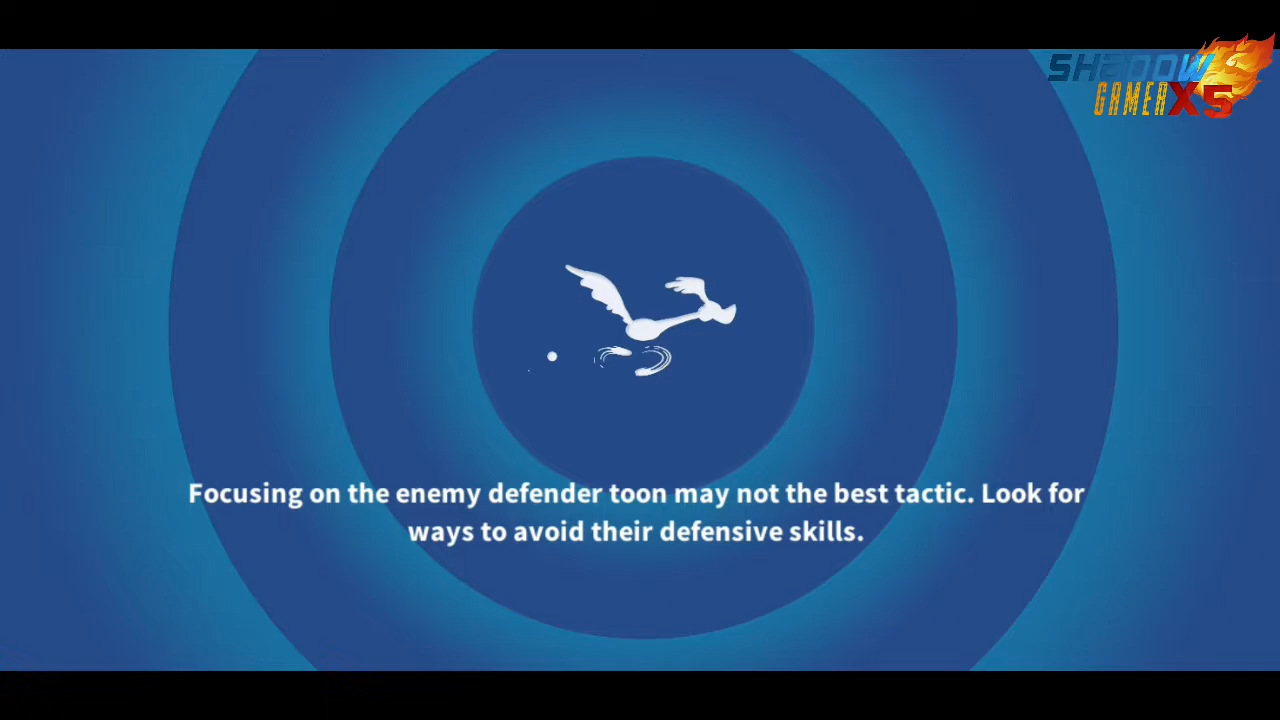 SHADOW
GAMER X5
Focusing on the enemy defender toon may not the best tactic. Look for
ways to avoid their defensive skills.